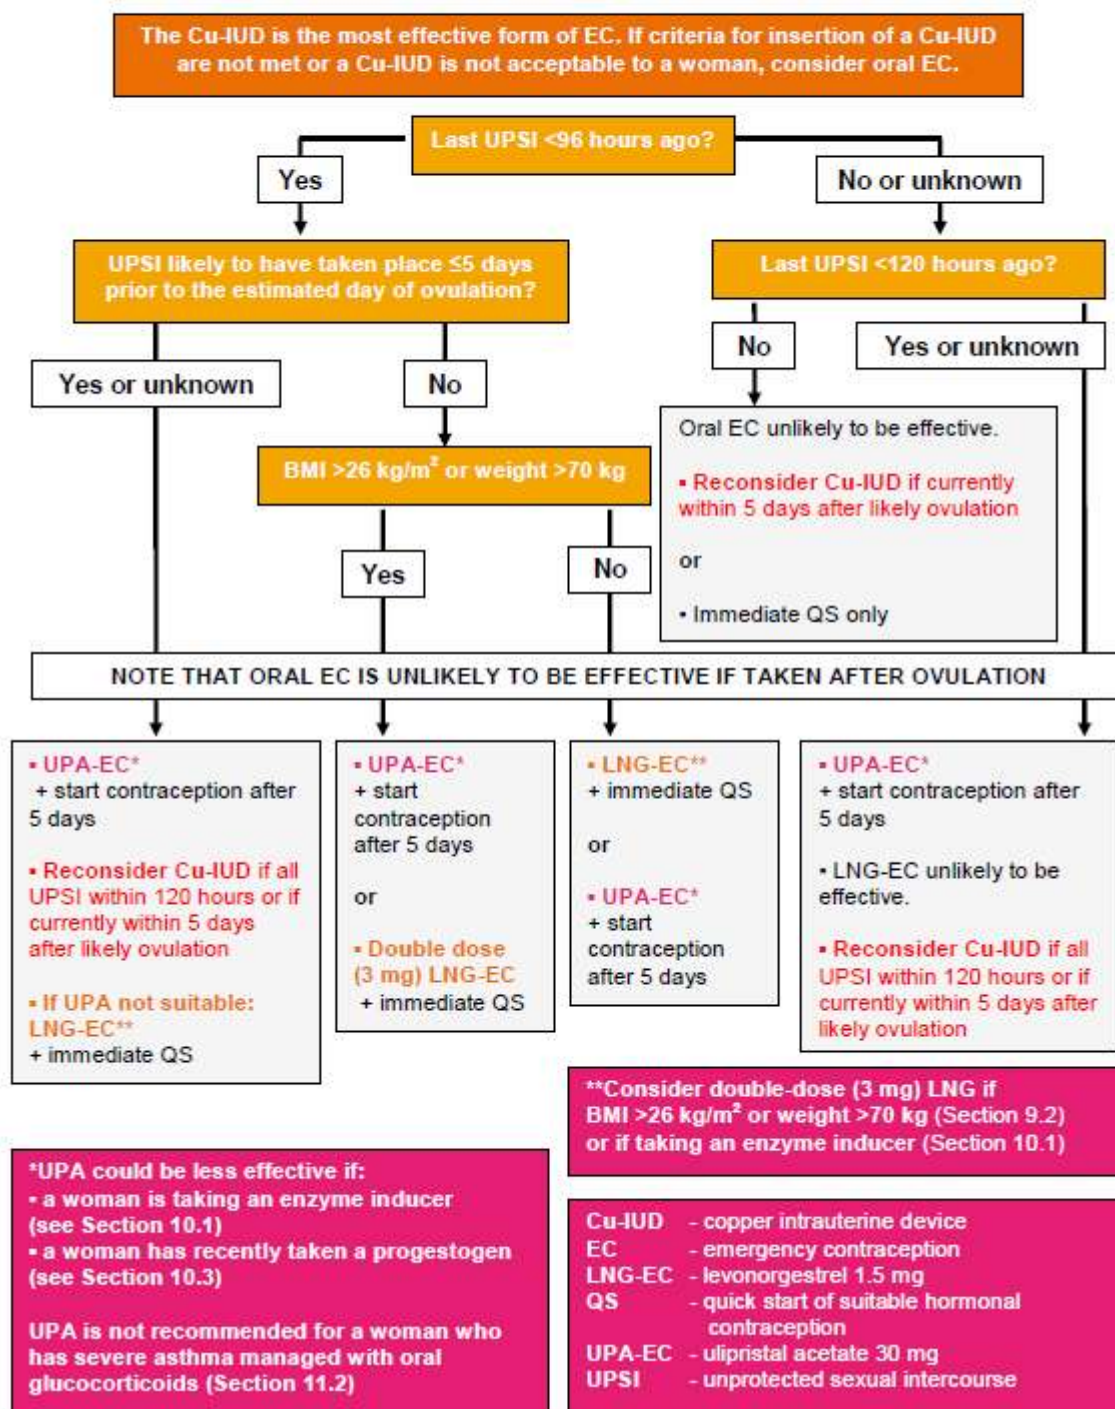 The Cu-IUD is the most effective form of EC. If criteria for insertion of a Cu-IUD
are not met or a Cu-IUD is not acceptable to a woman, consider oral EC.
Last UPSI <96 hours ago?
Yes
No or unknown
UPSI likely to have taken place ≤5 days
prior to the estimated day of ovulation?
Last UPSI <120 hours ago?
Yes or unknown
No
No
Yes or unknown
BMI >26 kg/m² or weight >70 kg
Yes
No
Oral EC unlikely to be effective.
▪ Reconsider Cu-IUD if currently
within 5 days after likely ovulation
or
▪ Immediate QS only
NOTE THAT ORAL EC IS UNLIKELY TO BE EFFECTIVE IF TAKEN AFTER OVULATION
▪ UPA-EC*
+ start contraception after
5 days
▪ Reconsider Cu-IUD if all
UPSI within 120 hours or if
currently within 5 days
after likely ovulation
▪ If UPA not suitable:
LNG-EC**
+ immediate QS
▪ UPA-EC*
+ start
contraception
after 5 days
or
▪ Double dose
(3 mg) LNG-EC
+ immediate QS
▪ LNG-EC**
+ immediate QS
or
▪ UPA-EC*
+ start
contraception
after 5 days
▪ UPA-EC*
+ start contraception after
5 days
▪ LNG-EC unlikely to be
effective.
▪ Reconsider Cu-IUD if all
UPSI within 120 hours or if
currently within 5 days after
likely ovulation
**Consider double-dose (3 mg) LNG if
BMI >26 kg/m² or weight >70 kg (Section 9.2)
or if taking an enzyme inducer (Section 10.1)
*UPA could be less effective if:
▪ a woman is taking an enzyme inducer
(see Section 10.1)
▪ a woman has recently taken a progestogen
(see Section 10.3)
UPA is not recommended for a woman who
has severe asthma managed with oral
glucocorticoids (Section 11.2)
Cu-IUD - copper intrauterine device
EC - emergency contraception
LNG-EC - levonorgestrel 1.5 mg
QS - quick start of suitable hormonal
contraception
UPA-EC - ulipristal acetate 30 mg
UPSI - unprotected sexual intercourse